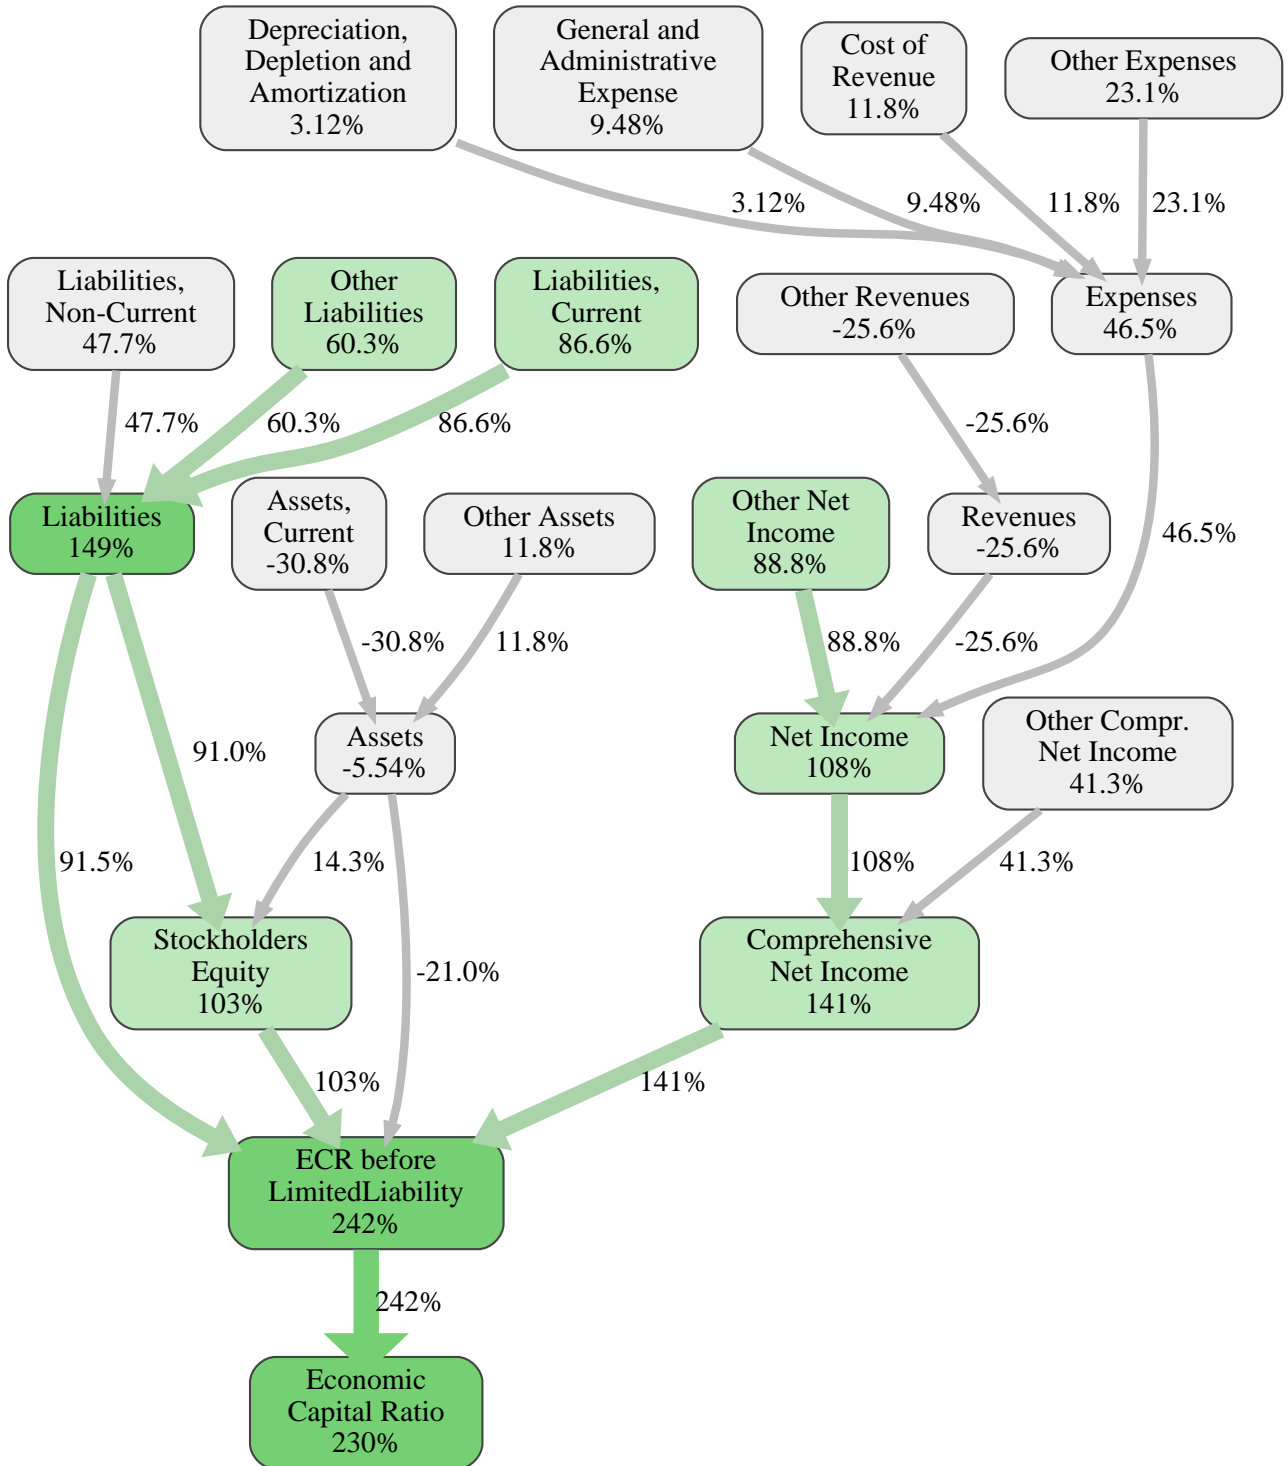 Depreciation,
Depletion and
Amortization
3.12%
General and
Administrative
Expense
9.48%
Cost of
Revenue
11.8%
Other Expenses
23.1%
3.12%
9.48%
11.8%
23.1%
Liabilities,
Non-Current
47.7%
Other
Liabilities
60.3%
Liabilities,
Current
86.6%
Other Revenues
-25.6%
Expenses
46.5%
47.7%
60.3%
86.6%
-25.6%
Liabilities
149%
Assets,
Current
-30.8%
Other Assets
11.8%
Other Net
Income
88.8%
Revenues
-25.6%
46.5%
-30.8%
11.8%
88.8%
-25.6%
91.0%
Assets
-5.54%
Net Income
108%
Other Compr.
Net Income
41.3%
91.5%
14.3%
108%
41.3%
Stockholders
Equity
103%
-21.0%
Comprehensive
Net Income
141%
103%
141%
ECR before
LimitedLiability
242%
242%
Economic
Capital Ratio
230%